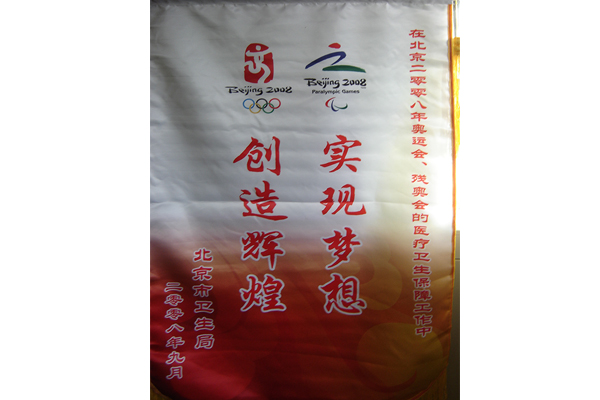 在北京二零零八年奥运会、残奥会的医疗卫生保障工作中
Beijing 2008
Beijing 2008
Paralympic Games
实现梦想
创造辉煌
北京市卫生局
二零零八年九月